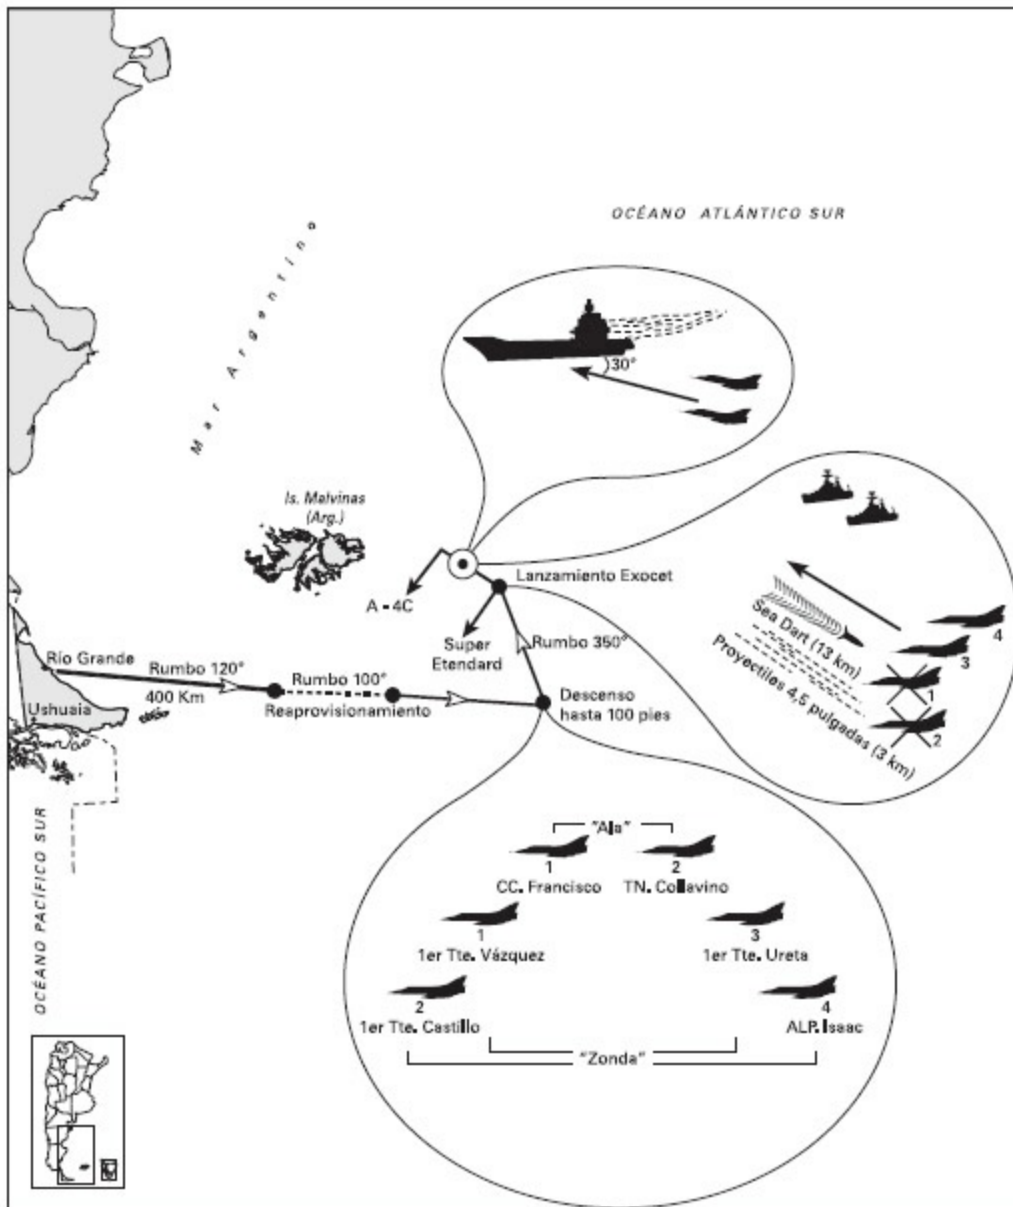 OCÉANO ATLÁNTICO SUR
Mar Argentino
30°
Is. Malvinas
(Arg.)
A - 4C
Lanzamiento Exocet
Super
Etendard
Rumbo 350°
Sea Dart (13 km)
Proyectiles 4,5 pulgadas (3 km)
4
3
1
2
Río Grande
Rumbo 120°
400 Km
Rumbo 100°
Reaprovisionamiento
Descenso
hasta 100 pies
Ushuaia
OCÉANO PACÍFICO SUR
"Ala"
1
2
CC. Francisco
TN. Collavino
1
3
1er Tte. Vázquez
1er Tte. Ureta
2
4
1er Tte. Castillo
ALP. Isaac
"Zonda"